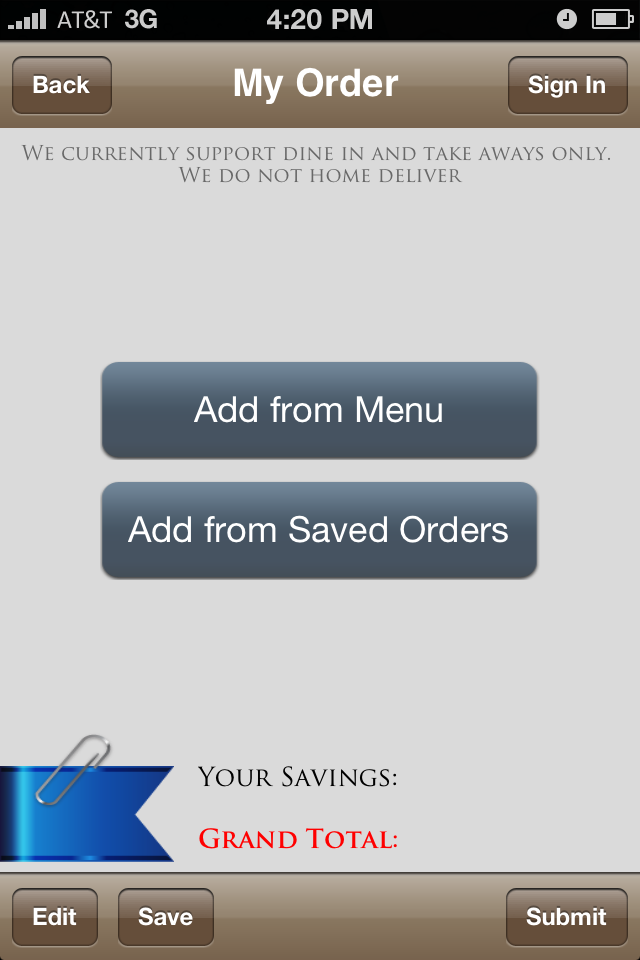 AT&T 3G 4:20 PM
Back My Order Sign In
We currently support dine in and take aways only.
We do not home deliver
Add from Menu
Add from Saved Orders
Your Savings:
Grand Total:
Edit Save Submit